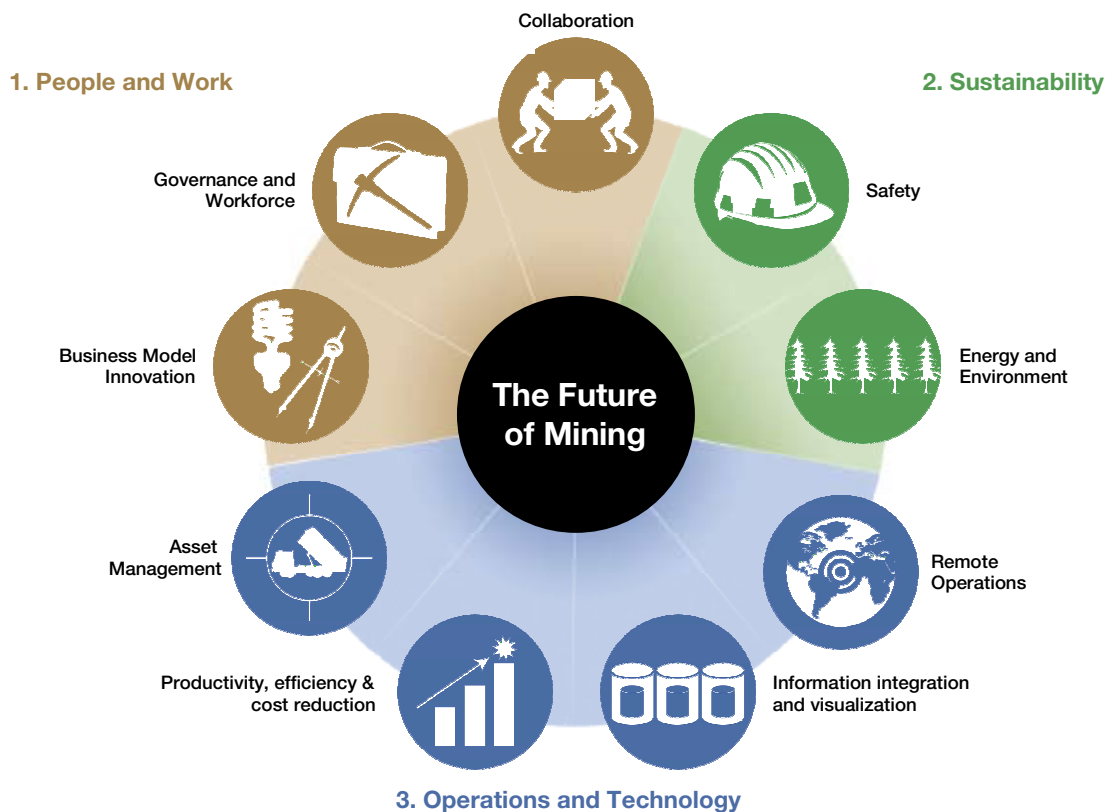 Collaboration
1. People and Work
2. Sustainability
Governance and
Workforce
Safety
Business Model
Innovation
Energy and
Environment
The Future
of Mining
Asset
Management
Remote
Operations
Productivity, efficiency &
cost reduction
Information integration
and visualization
3. Operations and Technology